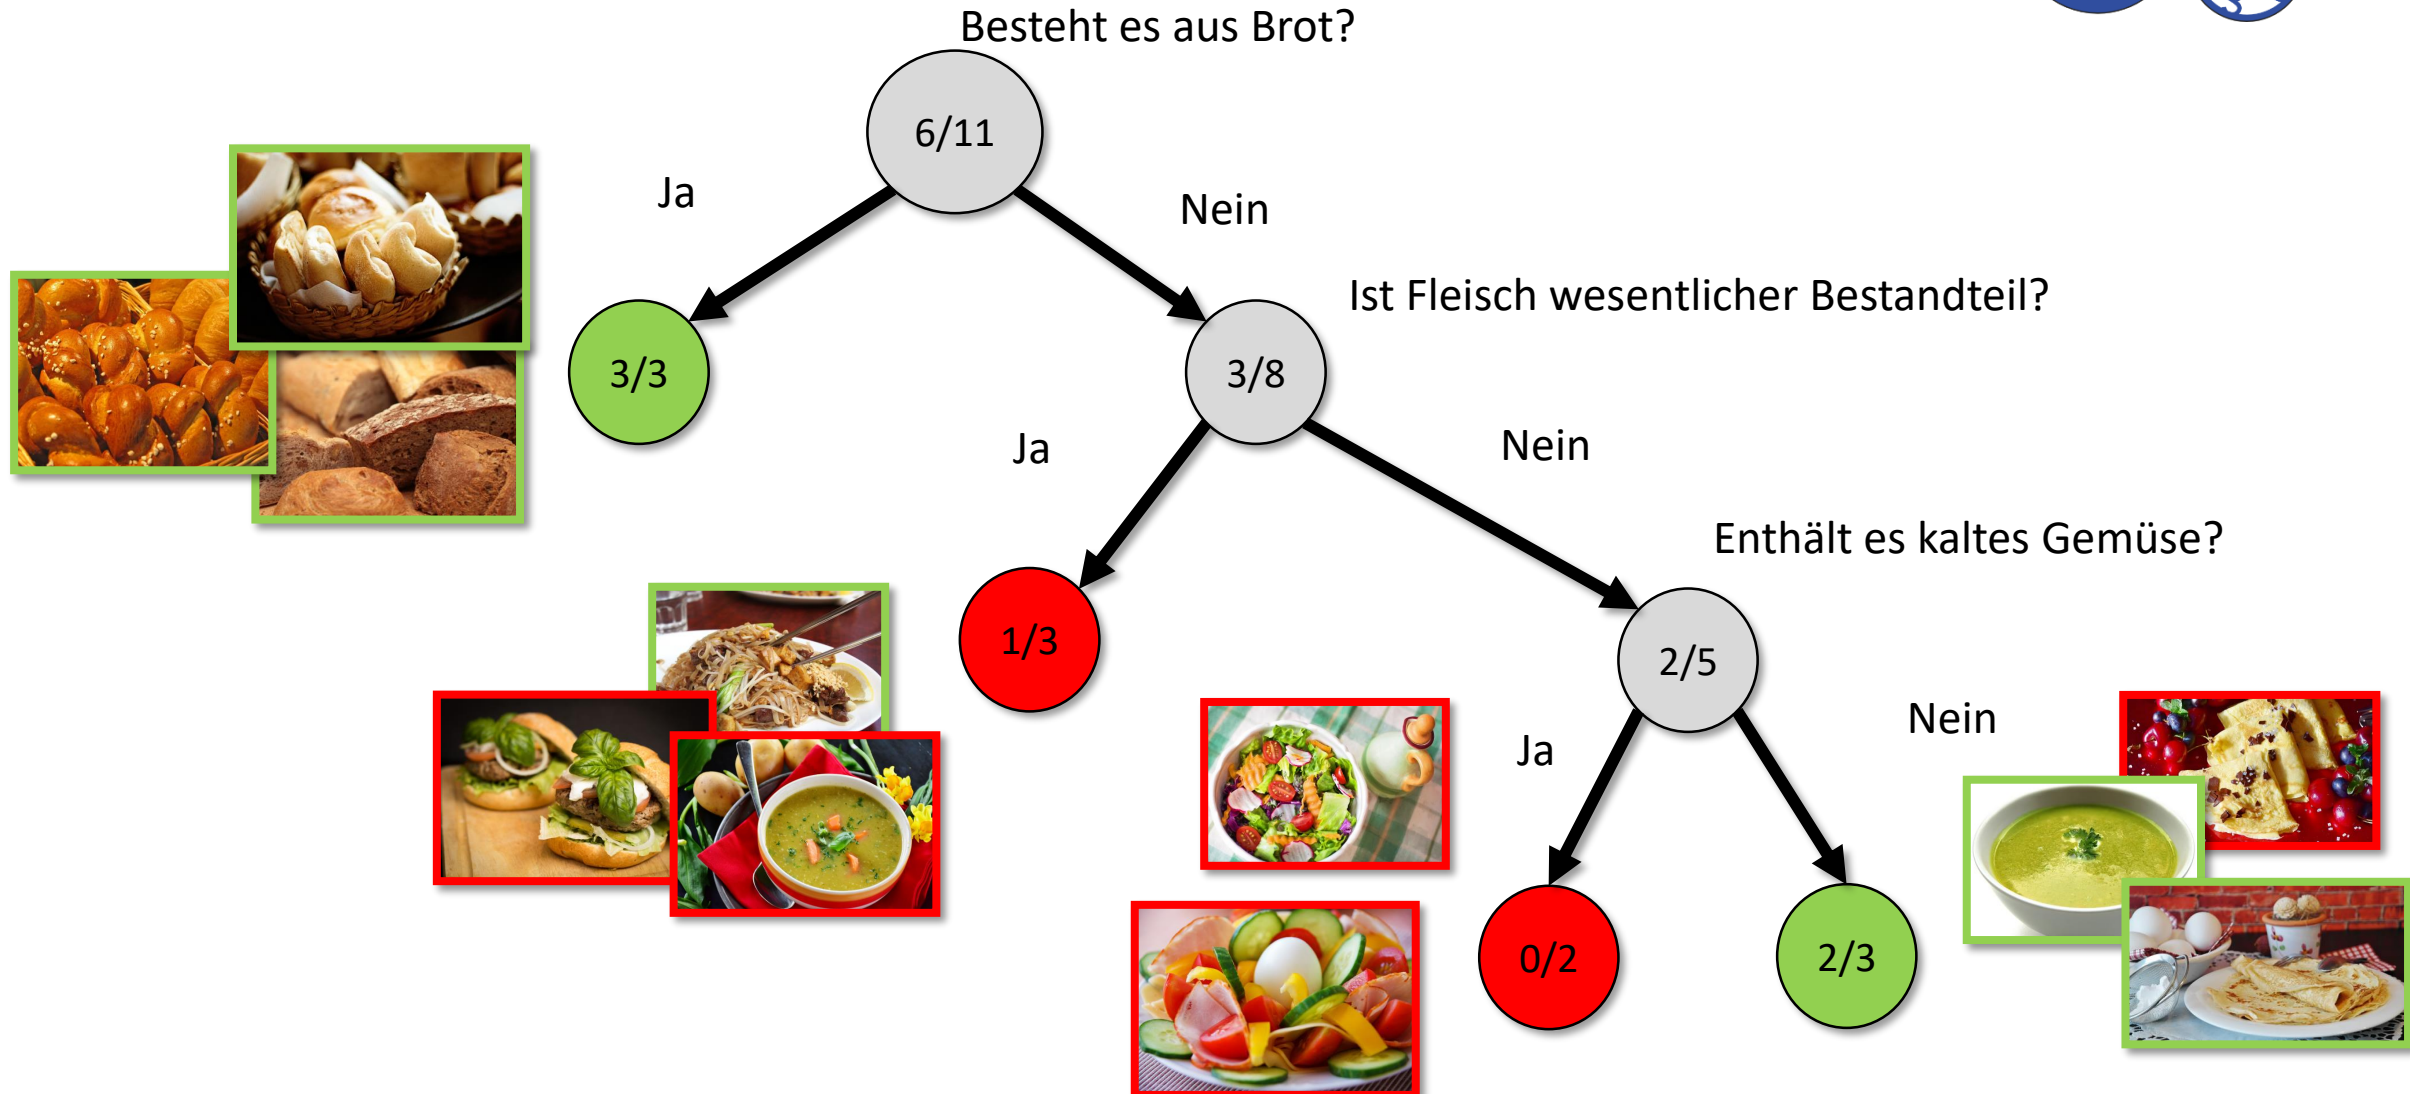 Besteht es aus Brot?
6/11
Ja
Nein
Ist Fleisch wesentlicher Bestandteil?
3/3
3/8
Ja
Nein
Enthält es kaltes Gemüse?
1/3
2/5
Ja
Nein
0/2
2/3